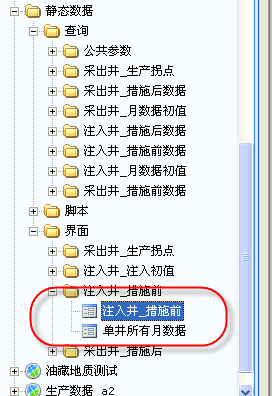 静态数据
查询
公共参数
采出井_生产拐点
采出井_措施后数据
采出井_月数据初值
注入井_措施后数据
注入井_措施前数据
注入井_月数据初值
采出井_措施前数据
脚本
界面
采出井_生产拐点
注入井_注入初值
注入井_措施前
注入井_措施前
单井所有月数据
采出井_措施后
油藏地质测试
生产数据_a2